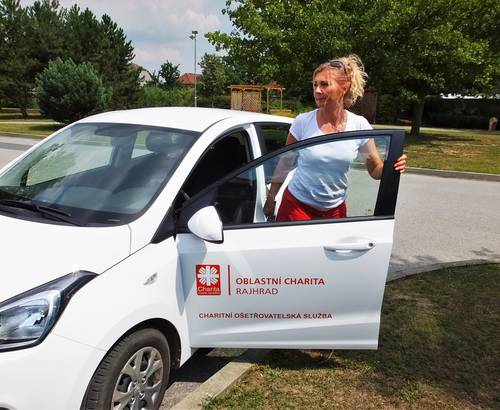 Charita
OBLASTNÍ CHARITA
RAJHRAD
CHARITNÍ OŠETŘOVATELSKÁ SLUŽBA